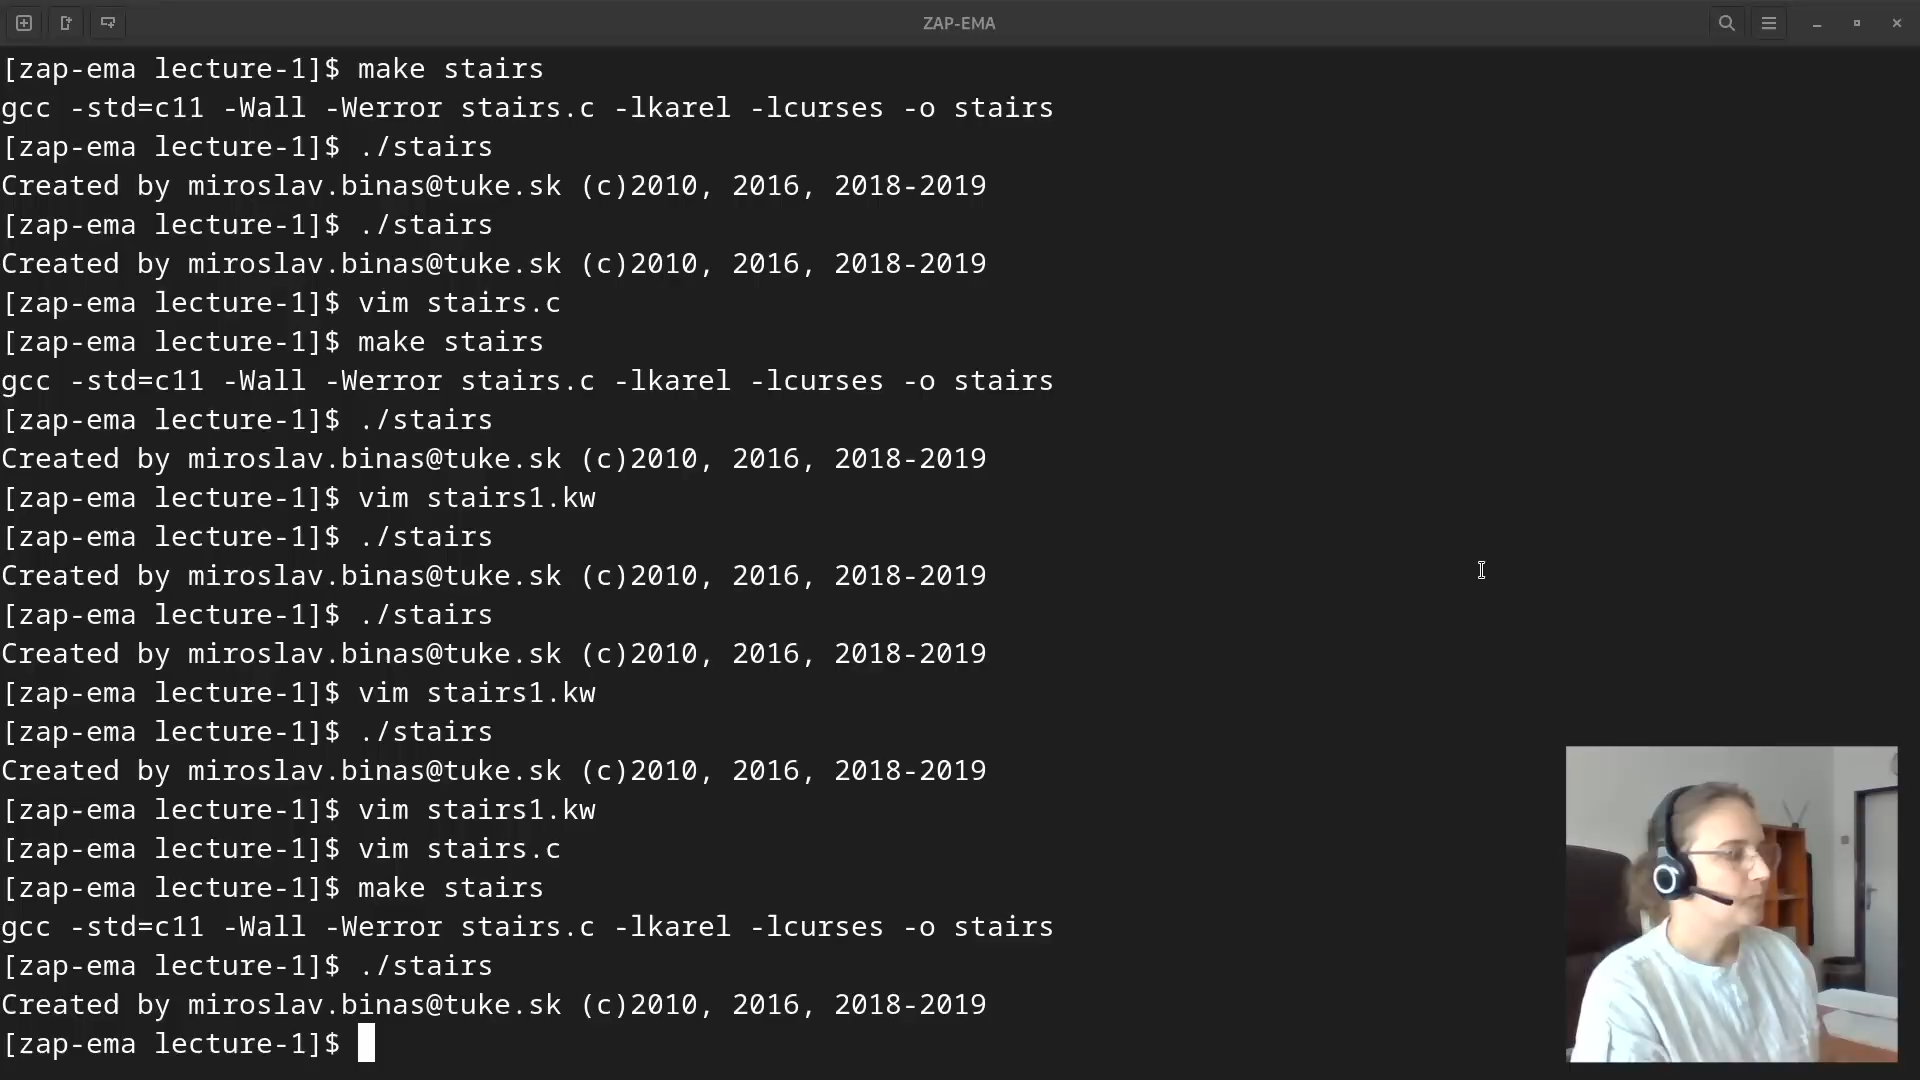 ZAP-EMA
[zap-ema lecture-1]$ make stairs
gcc -std=c11 -Wall -Werror stairs.c -lkarel -lcurses -o stairs
[zap-ema lecture-1]$ ./stairs
Created by miroslav.binas@tuke.sk (c)2010, 2016, 2018-2019
[zap-ema lecture-1]$ ./stairs
Created by miroslav.binas@tuke.sk (c)2010, 2016, 2018-2019
[zap-ema lecture-1]$ vim stairs.c
[zap-ema lecture-1]$ make stairs
gcc -std=c11 -Wall -Werror stairs.c -lkarel -lcurses -o stairs
[zap-ema lecture-1]$ ./stairs
Created by miroslav.binas@tuke.sk (c)2010, 2016, 2018-2019
[zap-ema lecture-1]$ vim stairs1.kw
[zap-ema lecture-1]$ ./stairs
Created by miroslav.binas@tuke.sk (c)2010, 2016, 2018-2019
[zap-ema lecture-1]$ ./stairs
Created by miroslav.binas@tuke.sk (c)2010, 2016, 2018-2019
[zap-ema lecture-1]$ vim stairs1.kw
[zap-ema lecture-1]$ ./stairs
Created by miroslav.binas@tuke.sk (c)2010, 2016, 2018-2019
[zap-ema lecture-1]$ vim stairs1.kw
[zap-ema lecture-1]$ vim stairs.c
[zap-ema lecture-1]$ make stairs
gcc -std=c11 -Wall -Werror stairs.c -lkarel -lcurses -o stairs
[zap-ema lecture-1]$ ./stairs
Created by miroslav.binas@tuke.sk (c)2010, 2016, 2018-2019
[zap-ema lecture-1]$